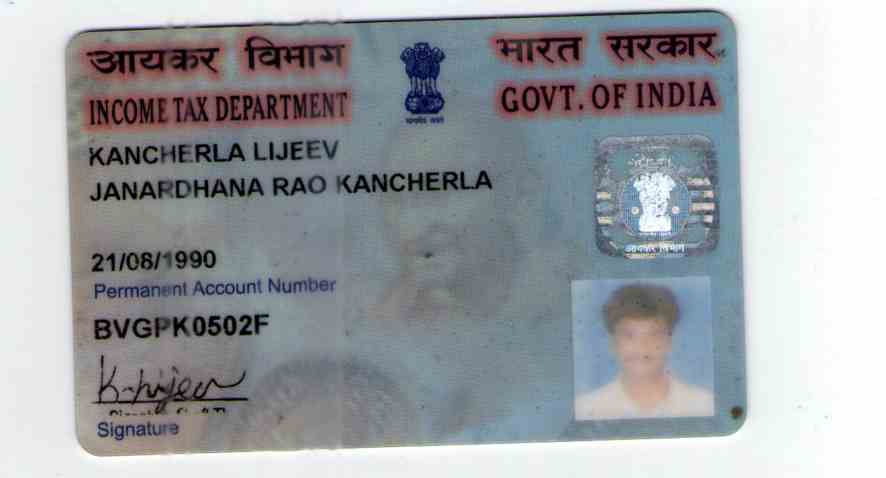 आयकर विभाग
भारत सरकार
INCOME TAX DEPARTMENT
GOVT. OF INDIA
सत्यमेव जयते
KANCHERLA LIJEEV
JANARDHANA RAO KANCHERLA
21/08/1990
Permanent Account Number
BVGPK0502F
K. Lijeev
Signature
आयकर विभाग